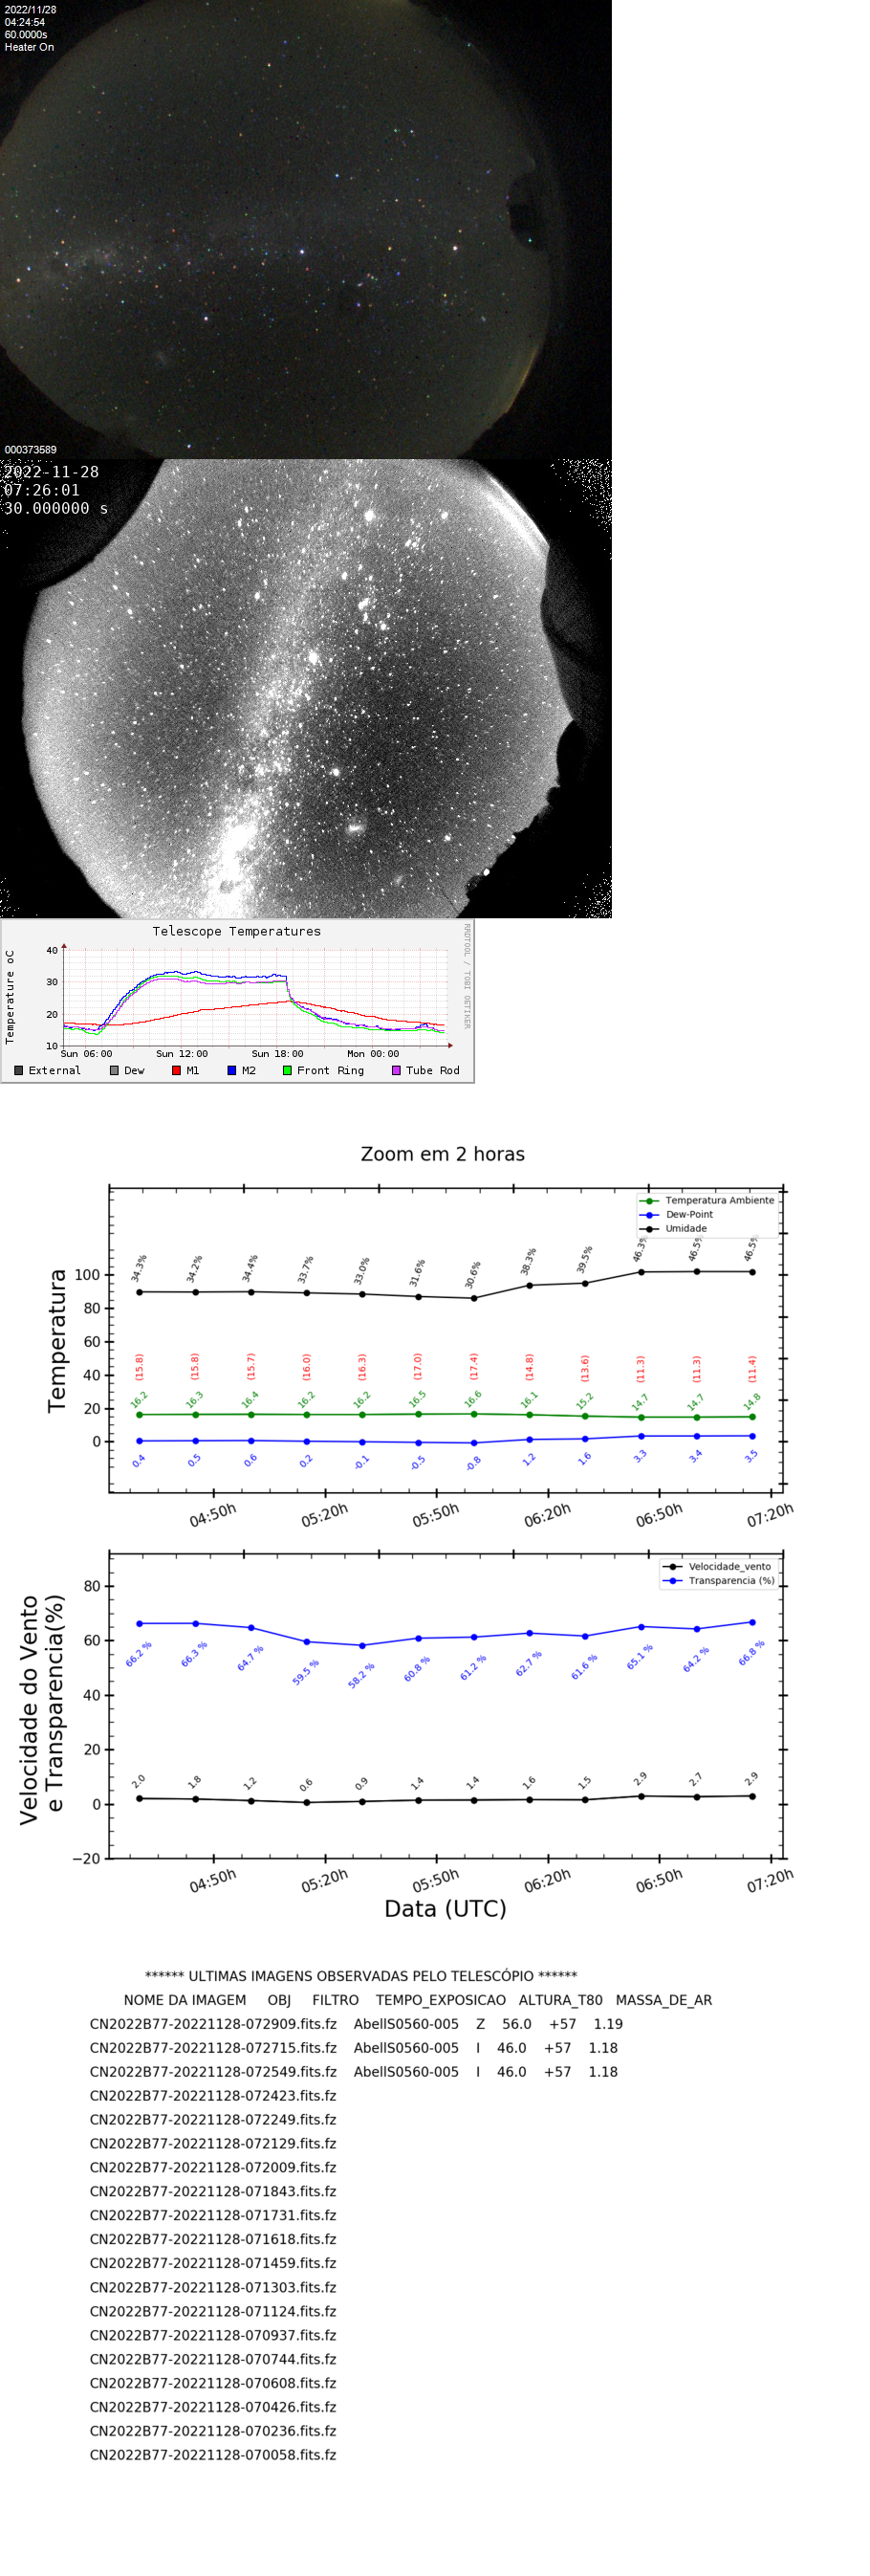 2022/11/28
04:24:54
60.0000s
Heater On
000373589
2022-11-28
07:26:01
30.000000 s
Telescope Temperatures
RRDTOOL / TOBI OETIKER
Temperature oC
40
30
20
10
Sun 06:00 Sun 12:00 Sun 18:00 Mon 00:00
External Dew M1 M2 Front Ring Tube Rod
Zoom em 2 horas
Temperatura
Temperatura Ambiente
Dew-Point
Umidade
34.3% 34.2% 34.4% 33.7% 33.0% 31.6% 30.6% 38.3% 39.5% 46.3% 46.5% 46.5%
100
80
60
40
20
0
(15.8) (15.8) (15.7) (16.0) (16.3) (17.0) (17.4) (14.8) (13.6) (11.3) (11.3) (11.4)
16.2 16.3 16.4 16.2 16.2 16.5 16.6 16.1 15.2 14.7 14.7 14.8
0.4 0.5 0.6 0.2 -0.1 -0.5 -0.8 1.2 1.6 3.3 3.4 3.5
04:50h 05:20h 05:50h 06:20h 06:50h 07:20h
Velocidade do Vento
e Transparencia(%)
Velocidade_vento
Transparencia (%)
80
60
40
20
0
−20
66.2 % 66.3 % 64.7 % 59.5 % 58.2 % 60.8 % 61.2 % 62.7 % 61.6 % 65.1 % 64.2 % 66.8 %
2.0 1.8 1.2 0.6 0.9 1.4 1.4 1.6 1.5 2.9 2.7 2.9
04:50h 05:20h 05:50h 06:20h 06:50h 07:20h
Data (UTC)
****** ULTIMAS IMAGENS OBSERVADAS PELO TELESCÓPIO ******
NOME DA IMAGEM OBJ FILTRO TEMPO_EXPOSICAO ALTURA_T80 MASSA_DE_AR
CN2022B77-20221128-072909.fits.fz AbellS0560-005 Z 56.0 +57 1.19
CN2022B77-20221128-072715.fits.fz AbellS0560-005 I 46.0 +57 1.18
CN2022B77-20221128-072549.fits.fz AbellS0560-005 I 46.0 +57 1.18
CN2022B77-20221128-072423.fits.fz
CN2022B77-20221128-072249.fits.fz
CN2022B77-20221128-072129.fits.fz
CN2022B77-20221128-072009.fits.fz
CN2022B77-20221128-071843.fits.fz
CN2022B77-20221128-071731.fits.fz
CN2022B77-20221128-071618.fits.fz
CN2022B77-20221128-071459.fits.fz
CN2022B77-20221128-071303.fits.fz
CN2022B77-20221128-071124.fits.fz
CN2022B77-20221128-070937.fits.fz
CN2022B77-20221128-070744.fits.fz
CN2022B77-20221128-070608.fits.fz
CN2022B77-20221128-070426.fits.fz
CN2022B77-20221128-070236.fits.fz
CN2022B77-20221128-070058.fits.fz